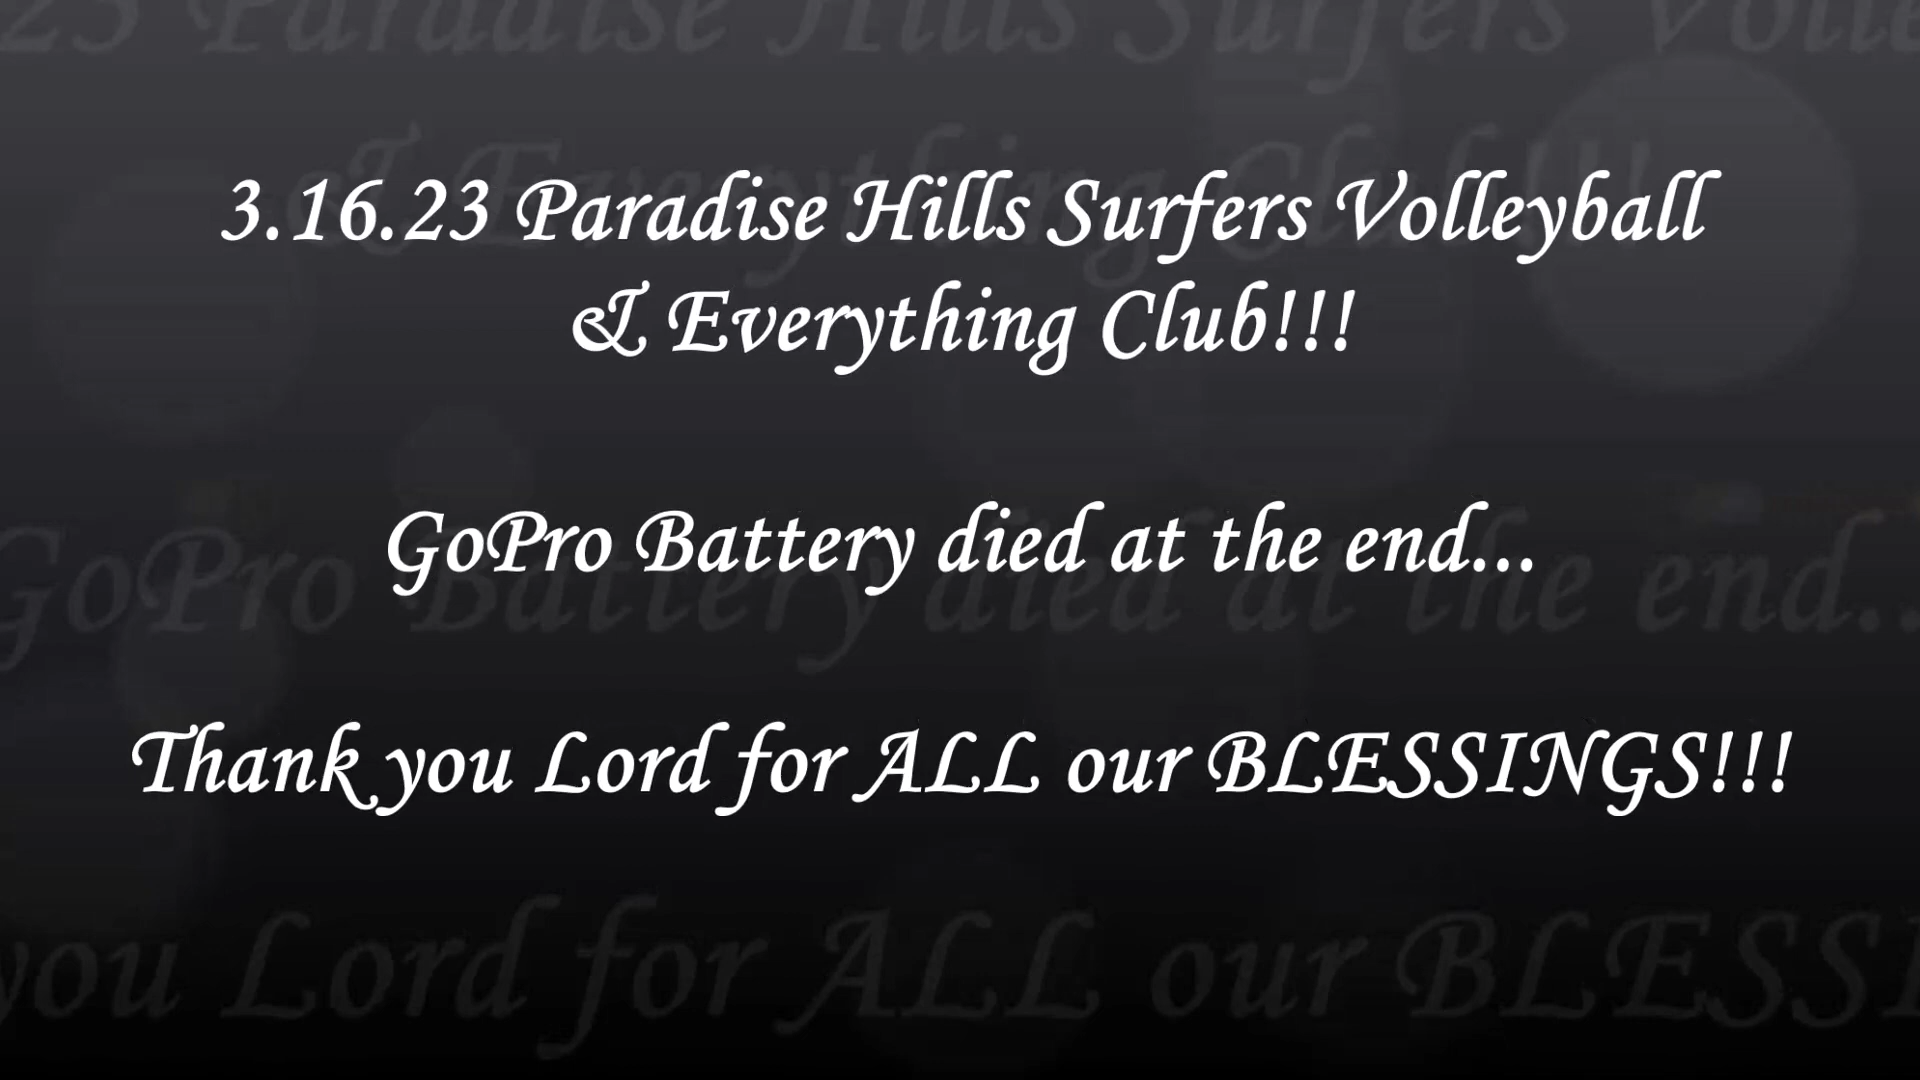 3.16.23 Paradise Hills Surfers Volleyball
& Everything Club!!!
GoPro Battery died at the end...
Thank you Lord for ALL our BLESSINGS!!!